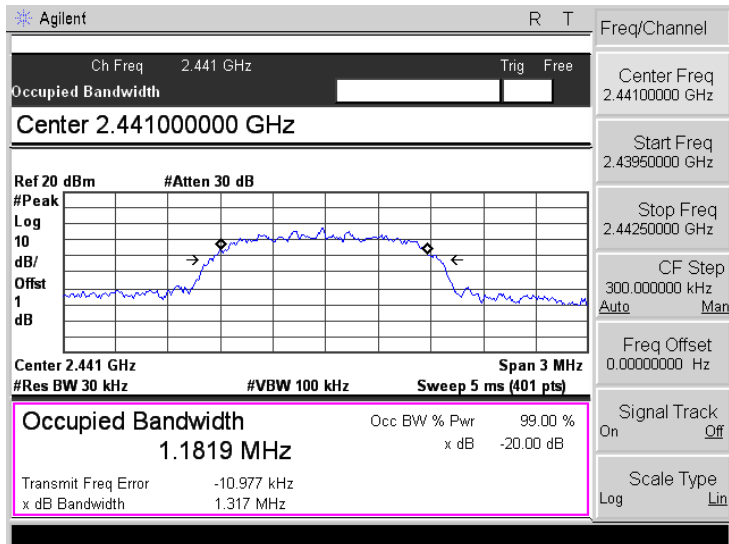 Agilent
R T
Ch Freq 2.441 GHz Trig Free
Occupied Bandwidth
Center 2.441000000 GHz
Ref 20 dBm #Atten 30 dB
#Peak
Log
10
dB/
Offst
1
dB
Center 2.441 GHz Span 3 MHz
#Res BW 30 kHz #VBW 100 kHz Sweep 5 ms (401 pts)
Occupied Bandwidth
1.1819 MHz
Occ BW % Pwr 99.00 %
x dB -20.00 dB
Transmit Freq Error -10.977 kHz
x dB Bandwidth 1.317 MHz
Freq/Channel
Center Freq
2.44100000 GHz
Start Freq
2.43950000 GHz
Stop Freq
2.44250000 GHz
CF Step
300.000000 kHz
Auto Man
Freq Offset
0.00000000 Hz
Signal Track
On Off
Scale Type
Log Lin